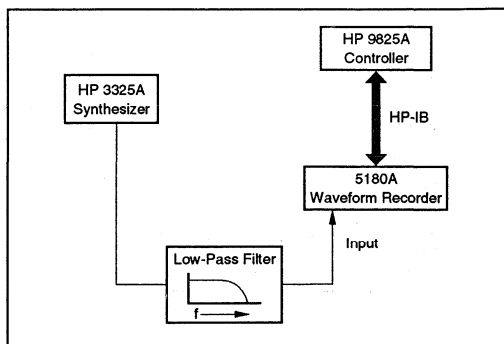 HP 9825A
Controller
HP 3325A
Synthesizer
HP-IB
5180A
Waveform Recorder
Input
Low-Pass Filter
f